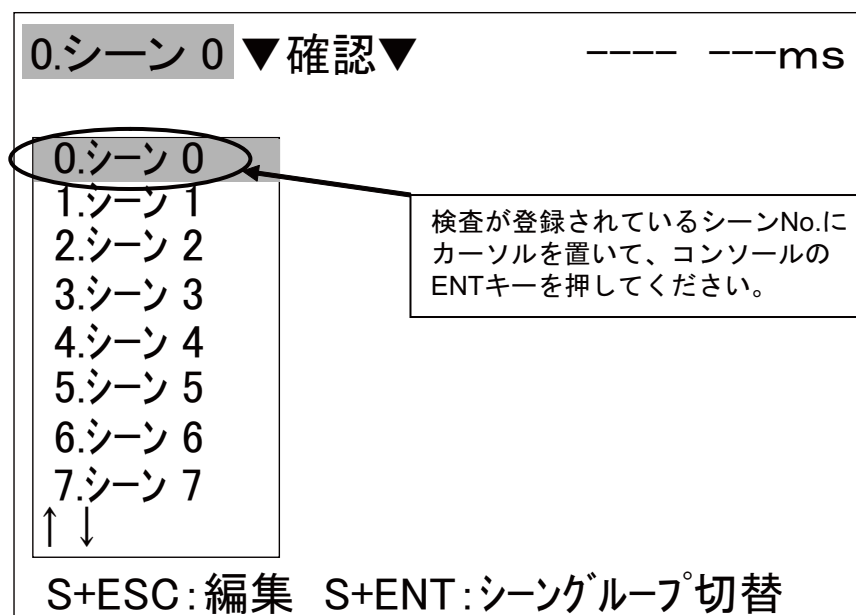 0.シーン 0 ▼確認▼ ---- ---ms
0.シーン 0
1.シーン 1
2.シーン 2
3.シーン 3
4.シーン 4
5.シーン 5
6.シーン 6
7.シーン 7
↑↓
検査が登録されているシーンNo.に
カーソルを置いて、コンソールの
ENTキーを押してください。
S+ESC:編集 S+ENT:シーングループ切替